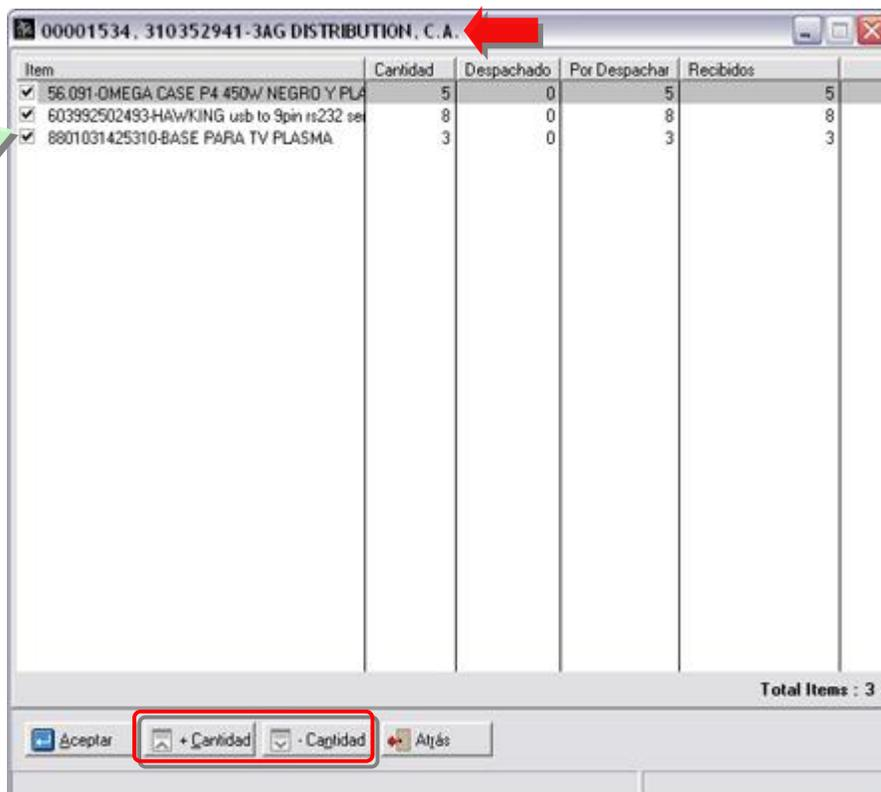 00001534, 310352941-3AG DISTRIBUTION, C.A.
Item Cantidad Despachado Por Despachar Recibidos
56.091-OMEGA CASE P4 450W NEGRO Y PLA 5 0 5 5
603992502493-HAWKING usb to 9pin rs232 ser 8 0 8 8
8801031425310-BASE PARA TV PLASMA 3 0 3 3
Total Items : 3
Aceptar + Cantidad - Cantidad Atrás